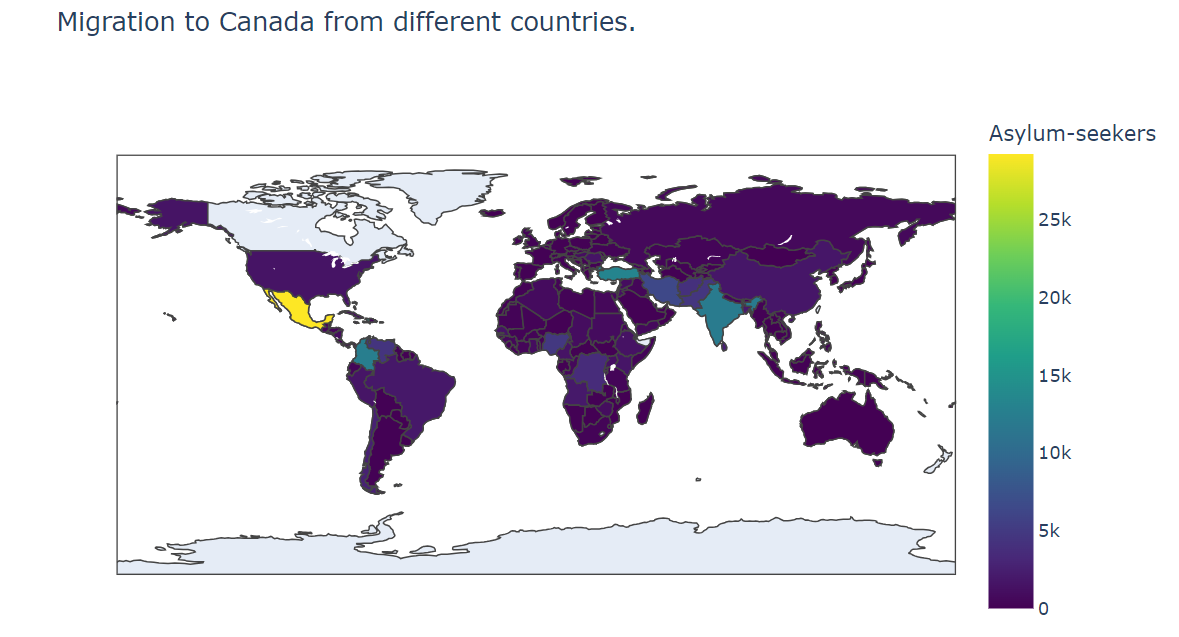 Migration to Canada from different countries.
Asylum-seekers
25k
20k
15k
10k
5k
0